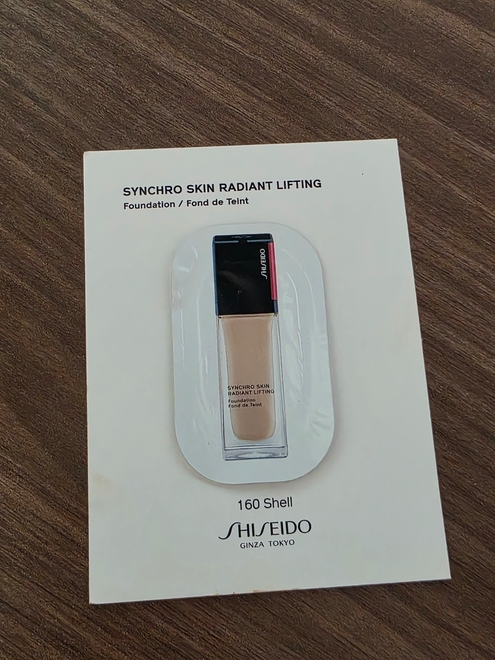 SYNCHRO SKIN RADIANT LIFTING
Foundation / Fond de Teint
SHISEIDO
SYNCHRO SKIN
RADIANT LIFTING
Foundation
Fond de Teint
160 Shell
SHISEIDO
GINZA TOKYO